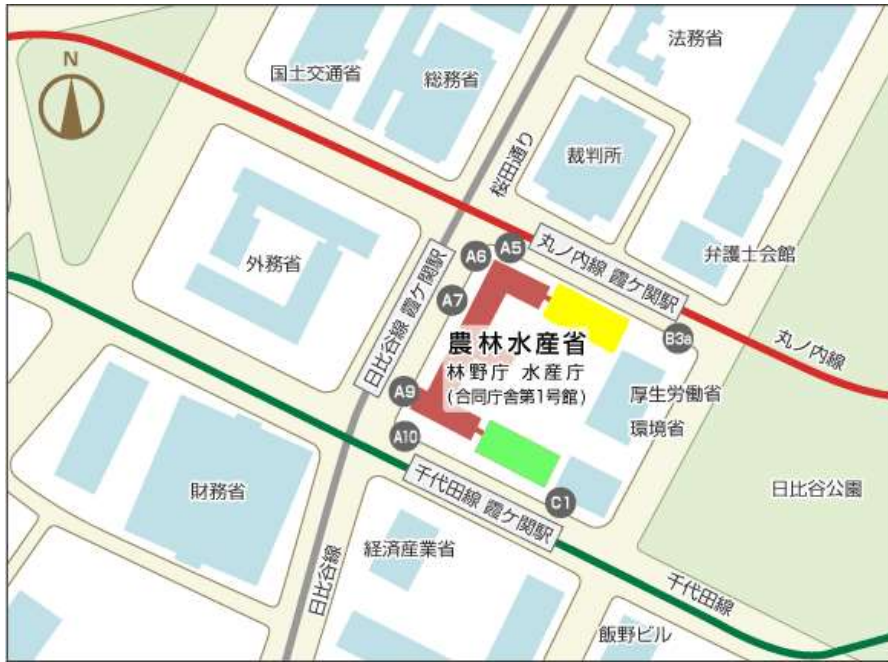 N
法務省
国土交通省
総務省
桜田通り
裁判所
外務省
日比谷線 霞ケ関駅
A6
A5
A7
丸ノ内線 霞ケ関駅
弁護士会館
B3a
丸ノ内線
農林水産省
林野庁 水産庁
(合同庁舎第1号館)
A9
A10
厚生労働省
環境省
財務省
千代田線 霞ケ関駅
C1
日比谷公園
日比谷線
経済産業省
千代田線
飯野ビル